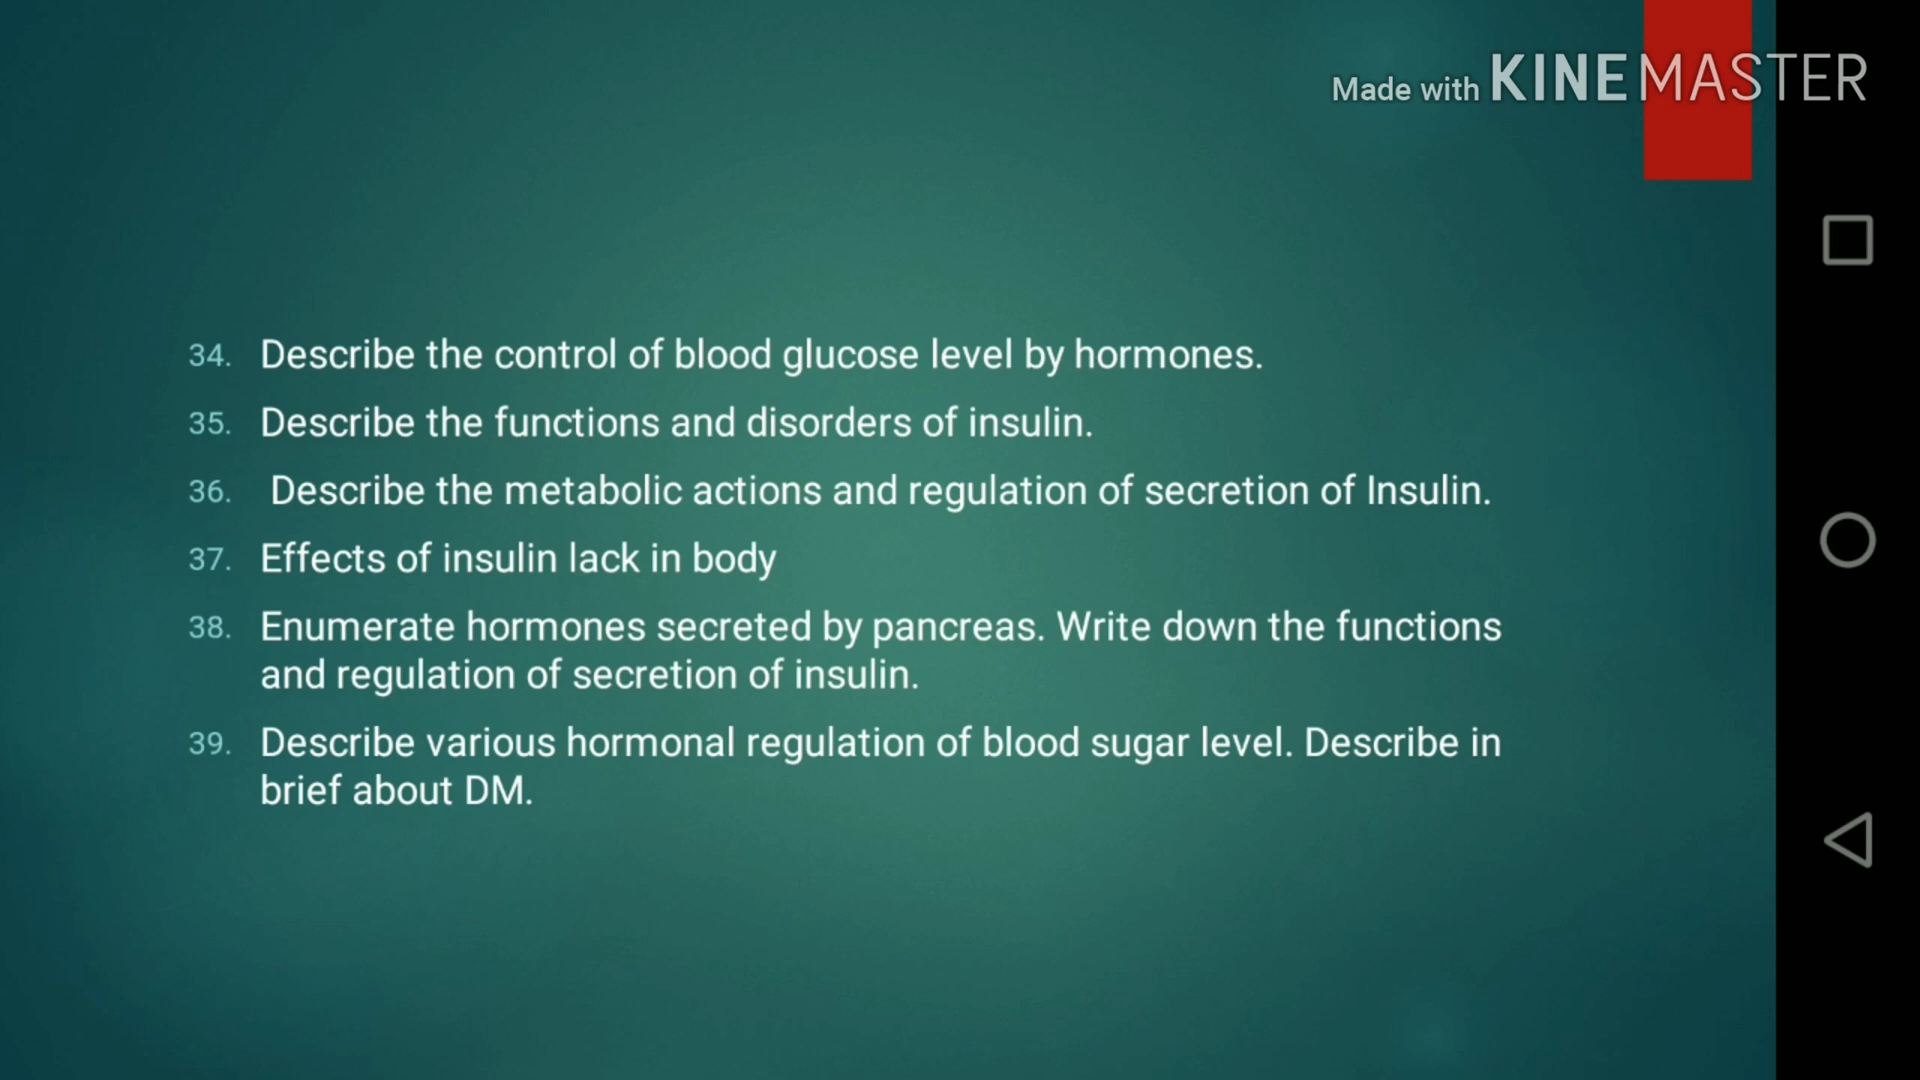 Made with KINEMASTER
34. Describe the control of blood glucose level by hormones.
35. Describe the functions and disorders of insulin.
36. Describe the metabolic actions and regulation of secretion of Insulin.
37. Effects of insulin lack in body
38. Enumerate hormones secreted by pancreas. Write down the functions
and regulation of secretion of insulin.
39. Describe various hormonal regulation of blood sugar level. Describe in
brief about DM.